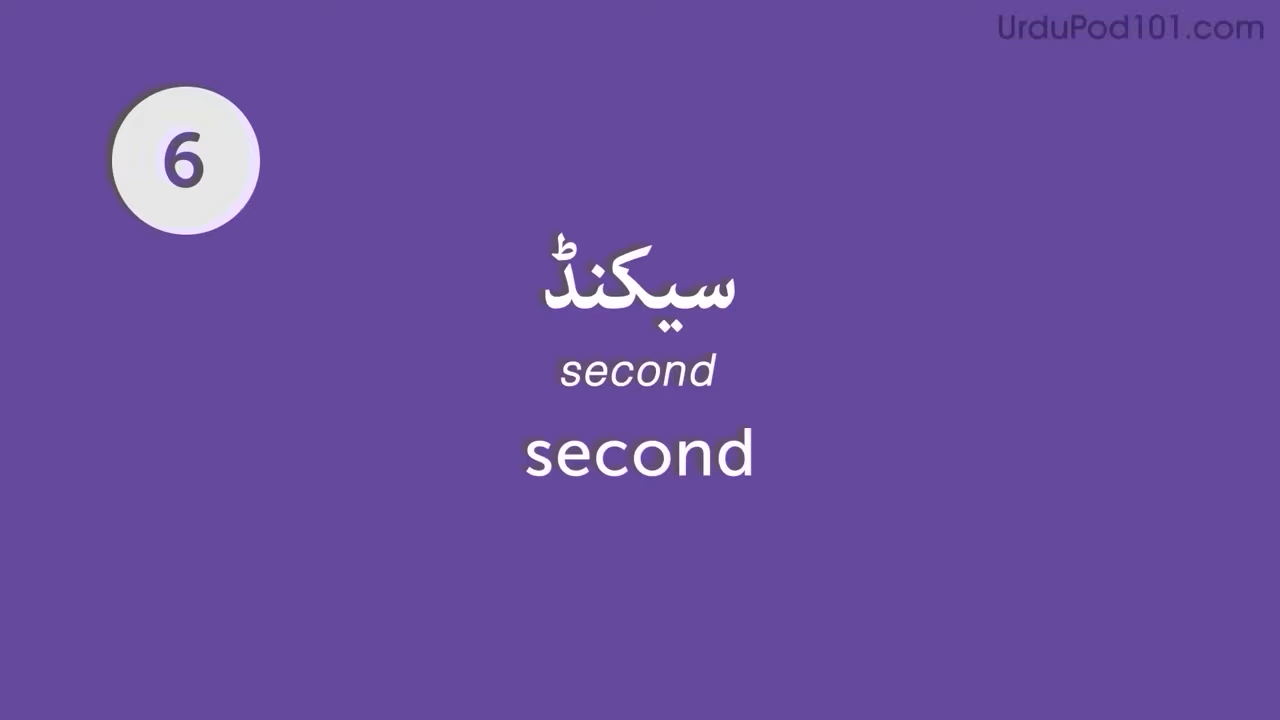 UrduPod101.com
6
سیکنڈ
second
second